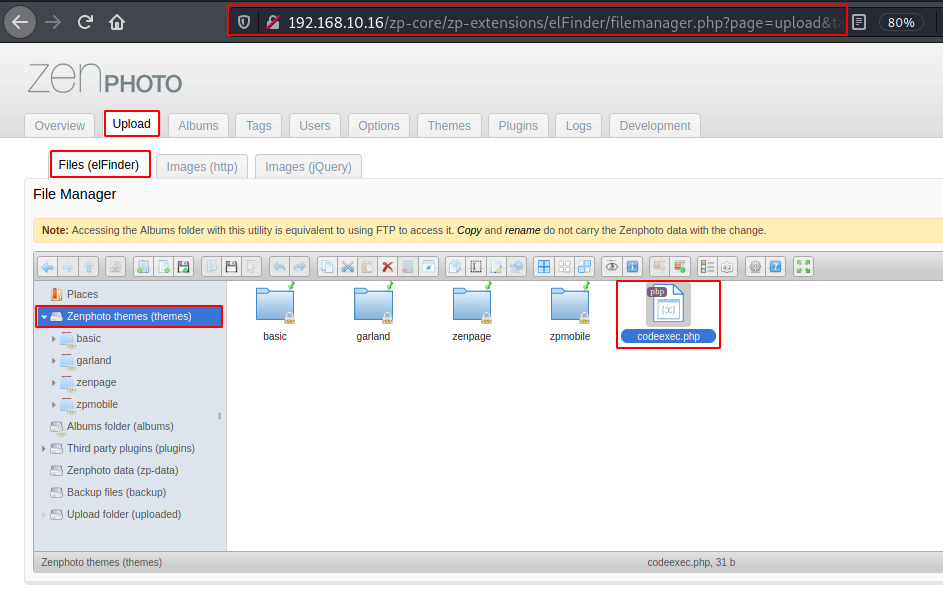 192.168.10.16/zp-core/zp-extensions/elFinder/filemanager.php?page=upload&t
80%
zenPHOTO
Overview Upload Albums Tags Users Options Themes Plugins Logs Development
Files (elFinder) Images (http) Images (jQuery)
File Manager
Note: Accessing the Albums folder with this utility is equivalent to using FTP to access it. Copy and rename do not carry the Zenphoto data with the change.
Places
Zenphoto themes (themes)
basic
garland
zenpage
zpmobile
Albums folder (albums)
Third party plugins (plugins)
Zenphoto data (zp-data)
Backup files (backup)
Upload folder (uploaded)
php
basic garland zenpage zpmobile codeexec.php
Zenphoto themes (themes) codeexec.php, 31 b